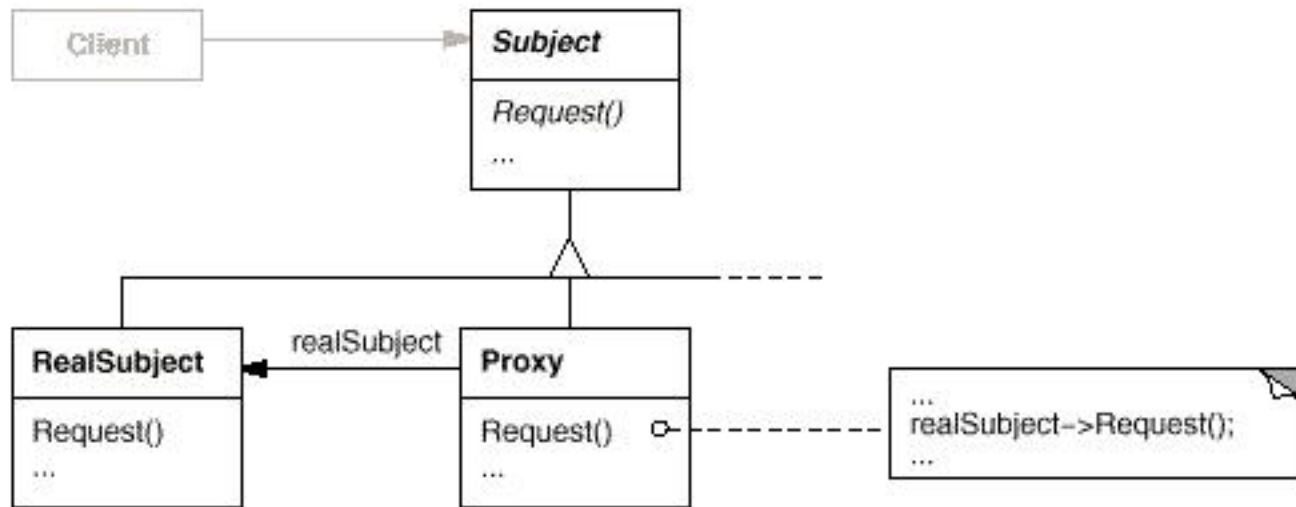 Client
Subject
Request()
...
realSubject
RealSubject
Proxy
Request()
...
Request()
...
...
realSubject->Request();
...